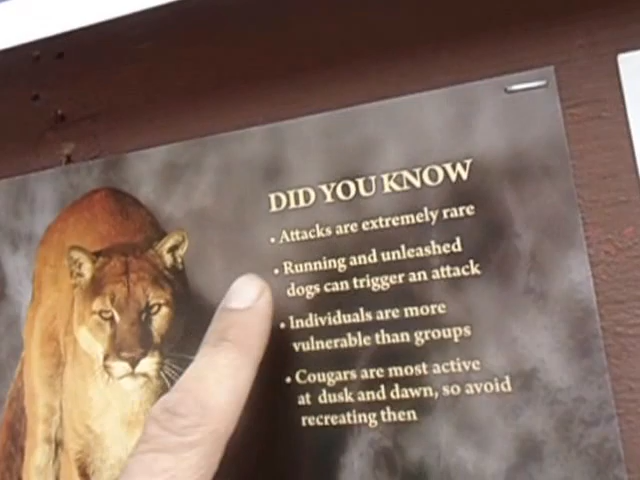 DID YOU KNOW
• Attacks are extremely rare
• Running and unleashed
dogs can trigger an attack
• Individuals are more
vulnerable than groups
• Cougars are most active
at dusk and dawn, so avoid
recreating then